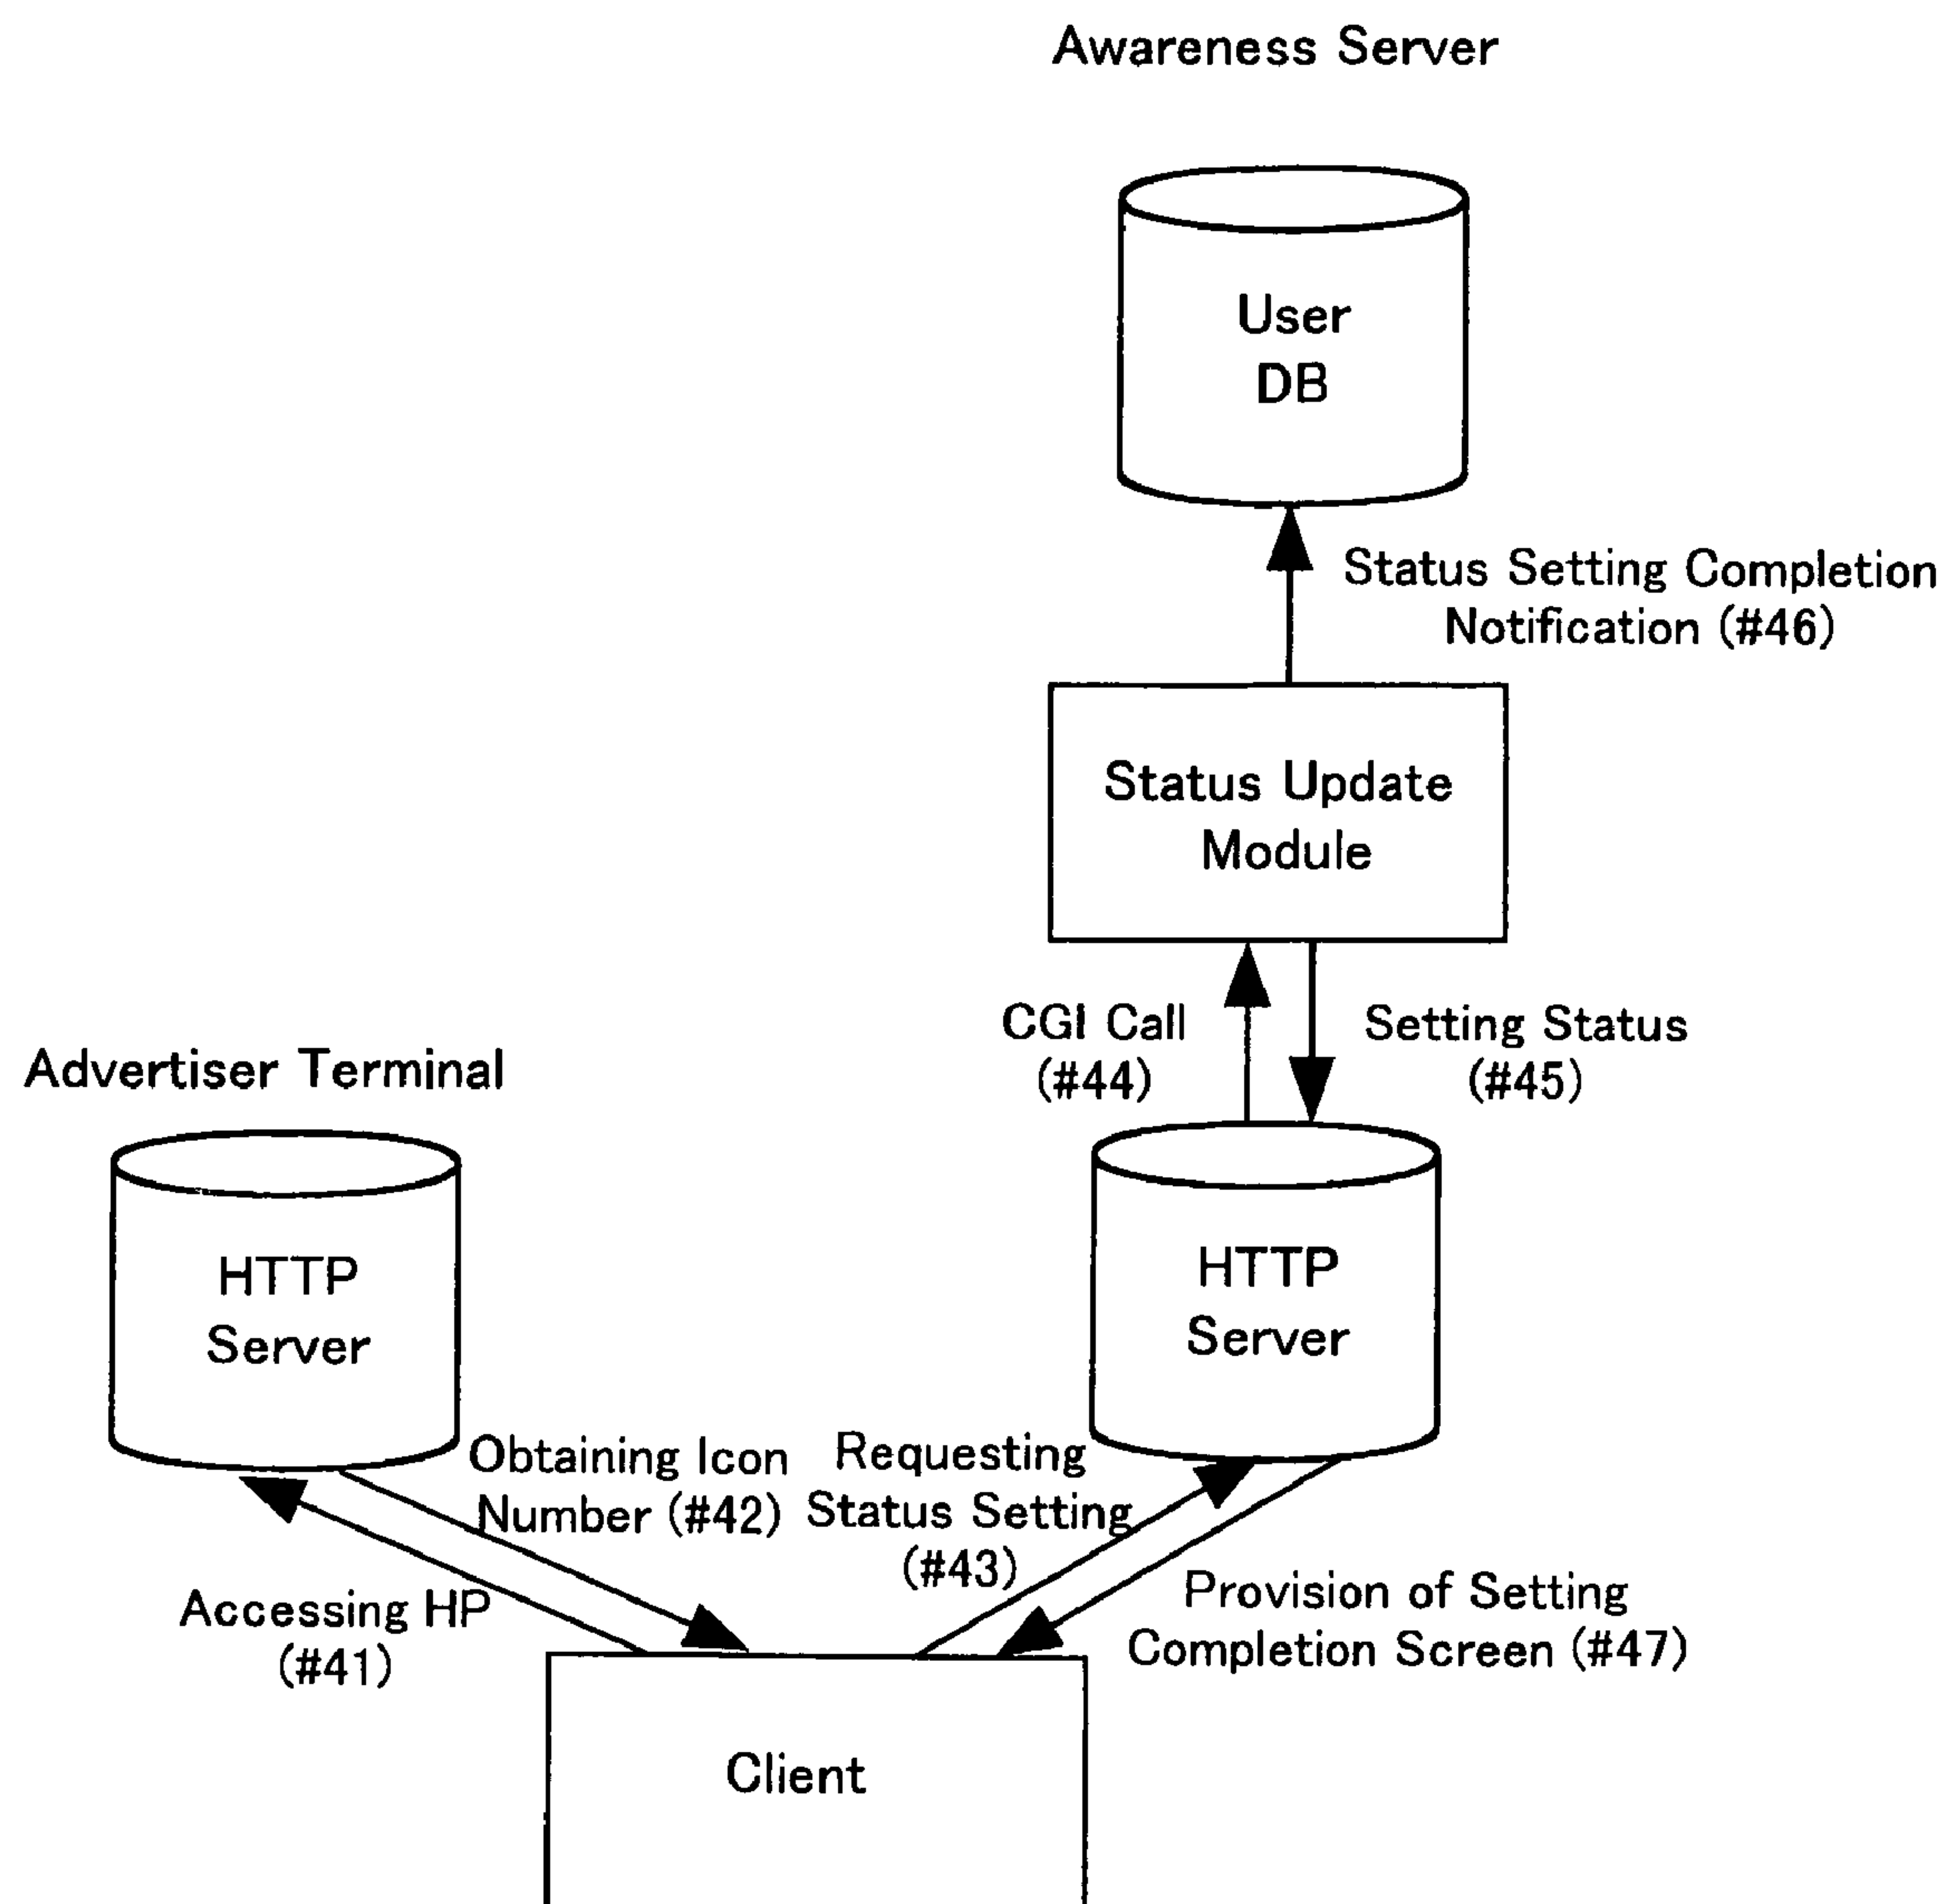 Awareness Server
User
DB
Status Setting Completion
Notification (#46)
Status Update
Module
CGI Call
(#44)
Setting Status
(#45)
Advertiser Terminal
HTTP
Server
HTTP
Server
Obtaining Icon
Number (#42)
Requesting
Status Setting
(#43)
Accessing HP
(#41)
Provision of Setting
Completion Screen (#47)
Client